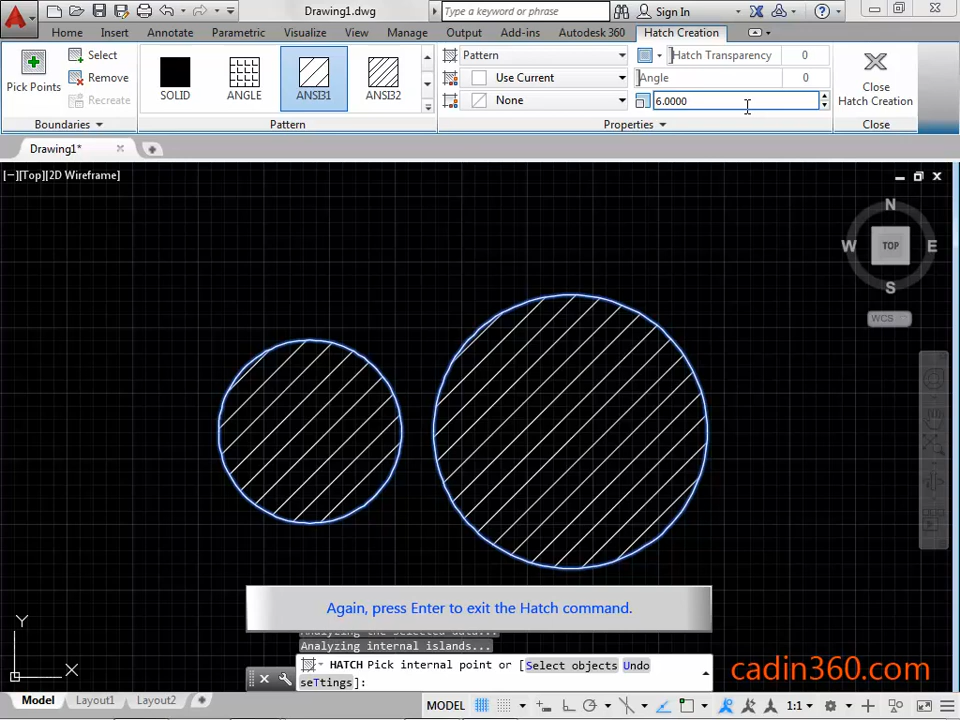 Drawing1.dwg
Type a keyword or phrase
Sign In
Home Insert Annotate Parametric Visualize View Manage Output Add-ins Autodesk 360 Hatch Creation
Pick Points
Select
Remove
SOLID
ANGLE
ANSI31
ANSI32
Pattern
Use Current
None
Hatch Transparency 0
Angle 0
6.0000
Close
Hatch Creation
Boundaries Pattern Properties Close
Drawing1*
[−][Top][2D Wireframe]
N
W TOP E
S
WCS
Again, press Enter to exit the Hatch command.
Analyzing the selected data...
Analyzing internal islands...
HATCH Pick internal point or [Select objects Undo
seTtings]:
Y
X
cadin360.com
Model Layout1 Layout2
MODEL 1:1